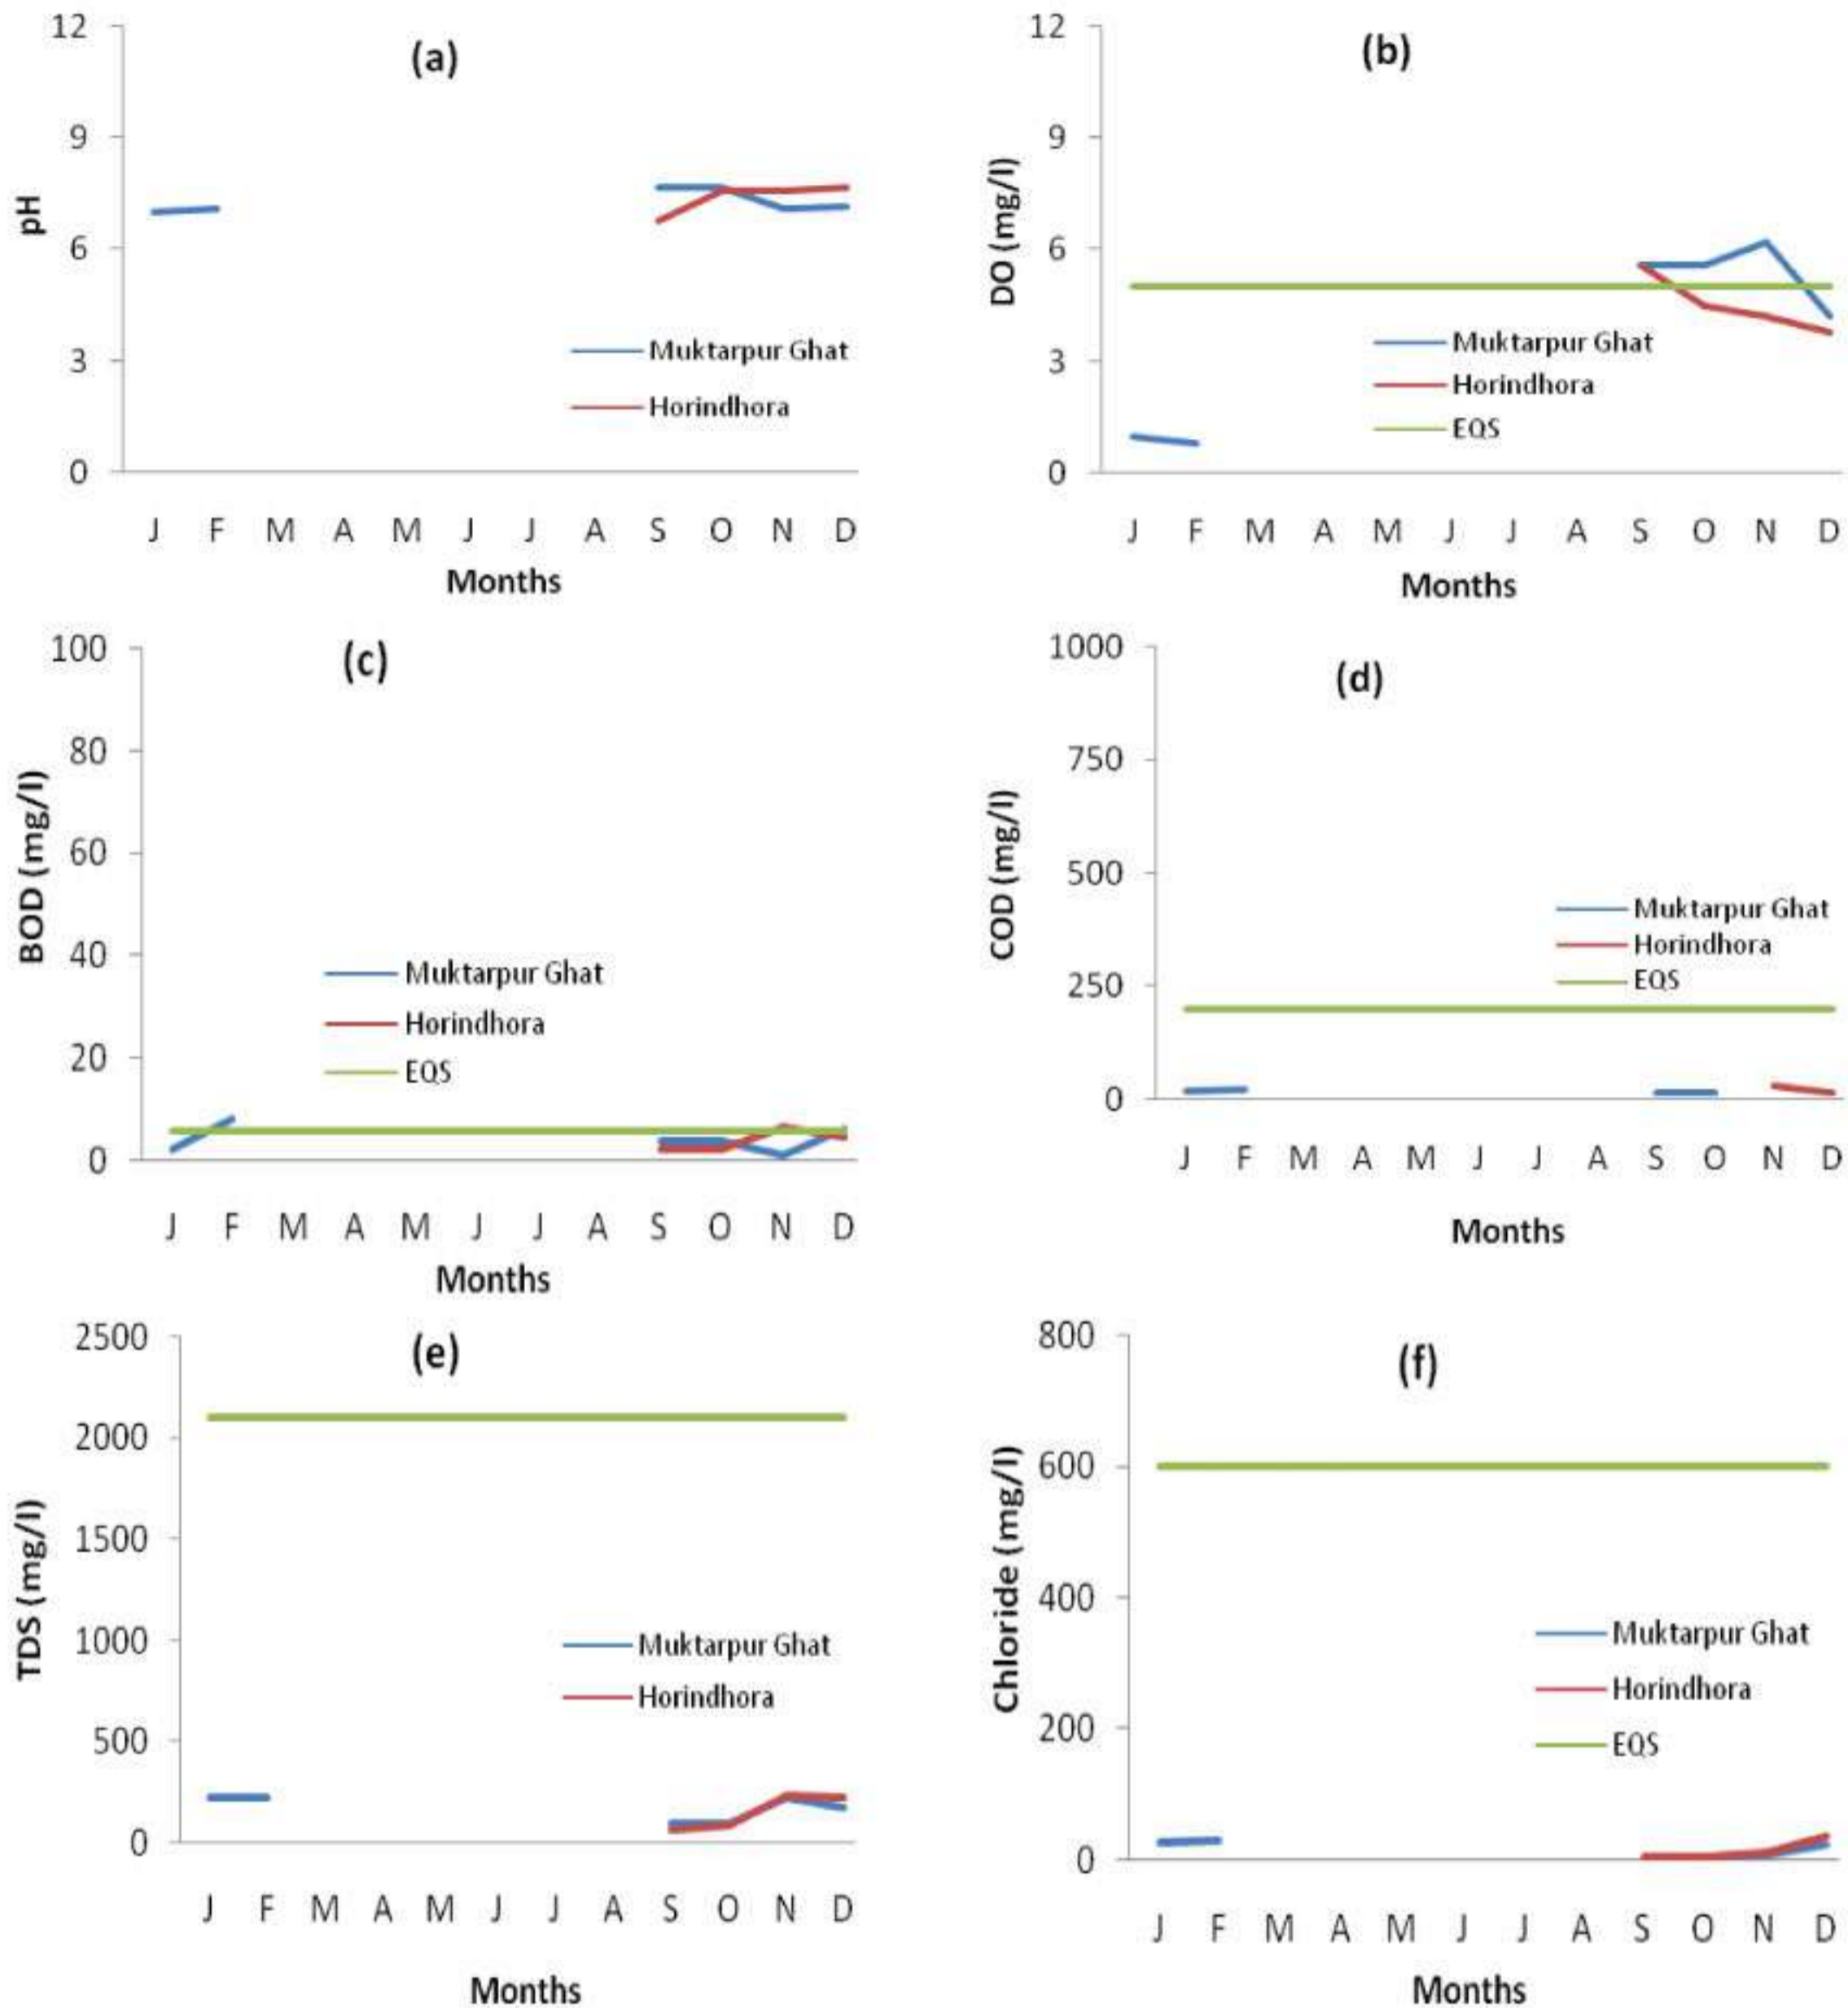 (a)
12
9
6
3
0
pH
Muktarpur Ghat
Horindhora
J F M A M J J A S O N D
Months
(b)
12
9
6
3
0
DO (mg/l)
Muktarpur Ghat
Horindhora
EQS
J F M A M J J A S O N D
Months
(c)
100
80
60
40
20
0
BOD (mg/l)
Muktarpur Ghat
Horindhora
EQS
J F M A M J J A S O N D
Months
(d)
1000
750
500
250
0
COD (mg/l)
Muktarpur Ghat
Horindhora
EQS
J F M A M J J A S O N D
Months
(e)
2500
2000
1500
1000
500
0
TDS (mg/l)
Muktarpur Ghat
Horindhora
J F M A M J J A S O N D
Months
(f)
800
600
400
200
0
Chloride (mg/l)
Muktarpur Ghat
Horindhora
EQS
J F M A M J J A S O N D
Months